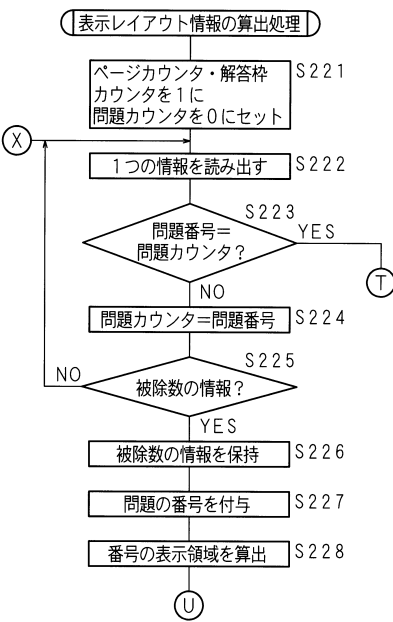 表示レイアウト情報の算出処理
ページカウンタ・解答枠
カウンタを1に
問題カウンタを0にセット
S221
X
1つの情報を読み出す
S222
S223
問題番号=
問題カウンタ?
YES
T
NO
問題カウンタ=問題番号
S224
S225
NO
被除数の情報?
YES
被除数の情報を保持
S226
問題の番号を付与
S227
番号の表示領域を算出
S228
U